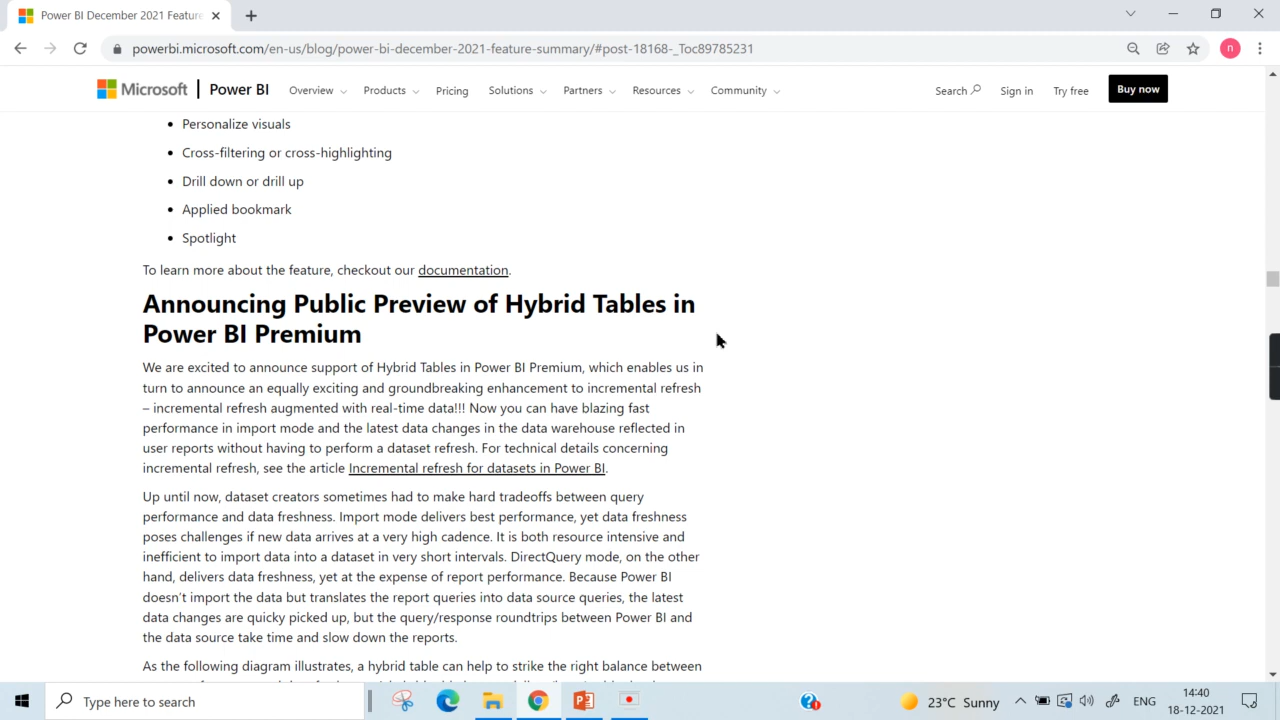 Power BI December 2021 Feature
powerbi.microsoft.com/en-us/blog/power-bi-december-2021-feature-summary/#post-18168-_Toc89785231
n
Microsoft | Power BI Overview Products Pricing Solutions Partners Resources Community Search Sign in Try free Buy now
• Personalize visuals
• Cross-filtering or cross-highlighting
• Drill down or drill up
• Applied bookmark
• Spotlight
To learn more about the feature, checkout our documentation.
Announcing Public Preview of Hybrid Tables in
Power BI Premium
We are excited to announce support of Hybrid Tables in Power BI Premium, which enables us in
turn to announce an equally exciting and groundbreaking enhancement to incremental refresh
– incremental refresh augmented with real-time data!!! Now you can have blazing fast
performance in import mode and the latest data changes in the data warehouse reflected in
user reports without having to perform a dataset refresh. For technical details concerning
incremental refresh, see the article Incremental refresh for datasets in Power BI.
Up until now, dataset creators sometimes had to make hard tradeoffs between query
performance and data freshness. Import mode delivers best performance, yet data freshness
poses challenges if new data arrives at a very high cadence. It is both resource intensive and
inefficient to import data into a dataset in very short intervals. DirectQuery mode, on the other
hand, delivers data freshness, yet at the expense of report performance. Because Power BI
doesn't import the data but translates the report queries into data source queries, the latest
data changes are quicky picked up, but the query/response roundtrips between Power BI and
the data source take time and slow down the reports.
As the following diagram illustrates, a hybrid table can help to strike the right balance between
Type here to search
23°C Sunny
ENG
14:40
18-12-2021